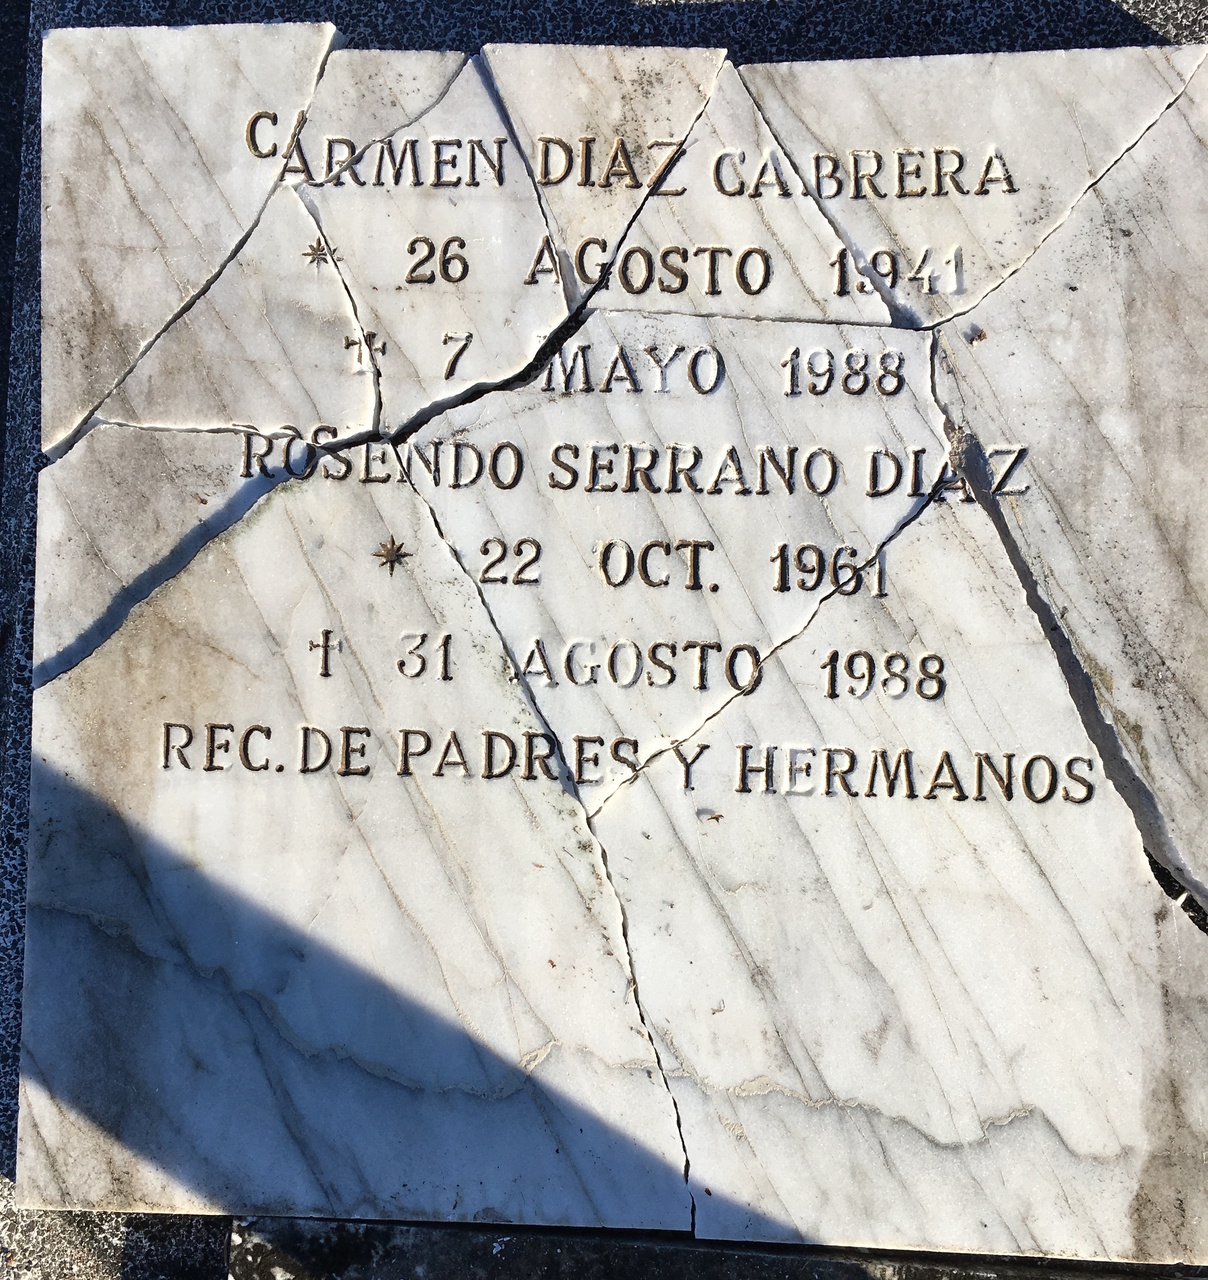 CARMEN DIAZ CABRERA
* 26 AGOSTO 1941
✝ 7 MAYO 1988
ROSENDO SERRANO DIAZ
* 22 OCT. 1961
✝ 31 AGOSTO 1988
REC. DE PADRES Y HERMANOS